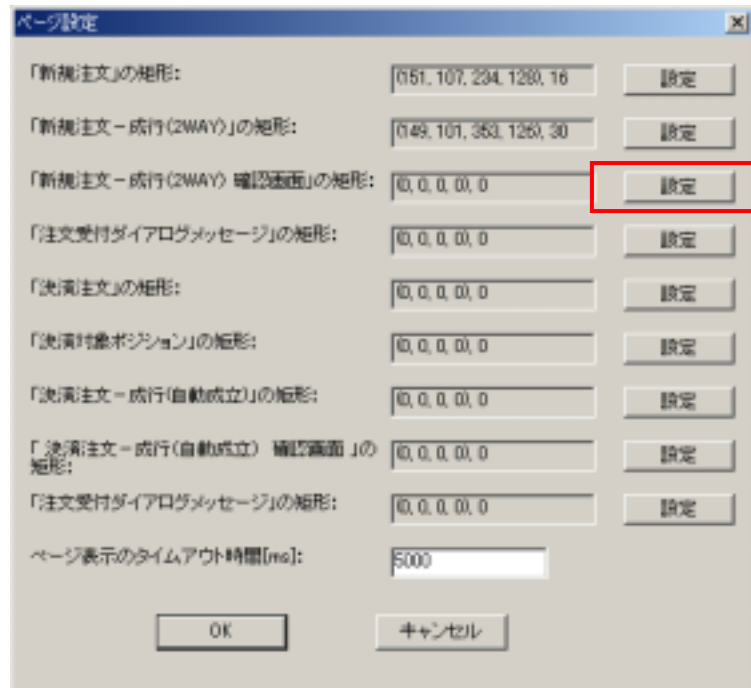 ページ設定
「新規注文」の矩形: (151, 107, 234, 128), 16 設定
「新規注文-成行(2WAY)」の矩形: (149, 101, 353, 126), 30 設定
「新規注文-成行(2WAY) 確認画面」の矩形: (0, 0, 0, 0), 0 設定
「注文受付ダイアログメッセージ」の矩形: (0, 0, 0, 0), 0 設定
「決済注文」の矩形: (0, 0, 0, 0), 0 設定
「決済対象ポジション」の矩形: (0, 0, 0, 0), 0 設定
「決済注文-成行(自動成立)」の矩形: (0, 0, 0, 0), 0 設定
「 決済注文-成行(自動成立) 確認画面 」の
矩形: (0, 0, 0, 0), 0 設定
「注文受付ダイアログメッセージ」の矩形: (0, 0, 0, 0), 0 設定
ページ表示のタイムアウト時間[ms]: 5000
OK キャンセル